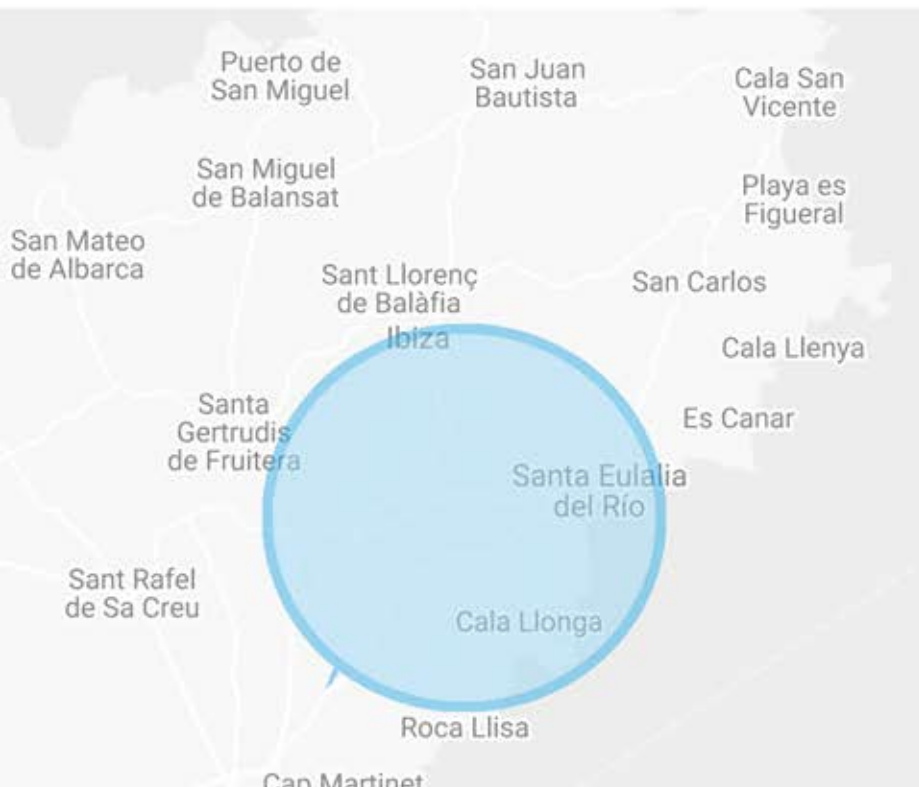 Puerto de
San Miguel
San Juan
Bautista
Cala San
Vicente
San Miguel
de Balansat
Playa es
Figueral
San Mateo
de Albarca
Sant Llorenç
de Balàfia
San Carlos
Ibiza
Cala Llenya
Santa
Gertrudis
de Fruitera
Es Canar
Santa Eulalia
del Río
Sant Rafel
de Sa Creu
Cala Llonga
Roca Llisa
Cap Martinet